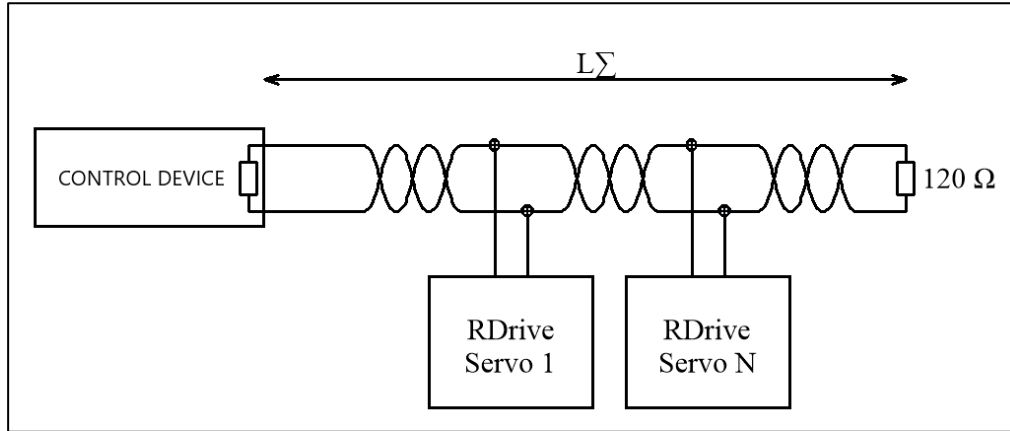 L∑
CONTROL DEVICE
120 Ω
RDrive
Servo 1
RDrive
Servo N